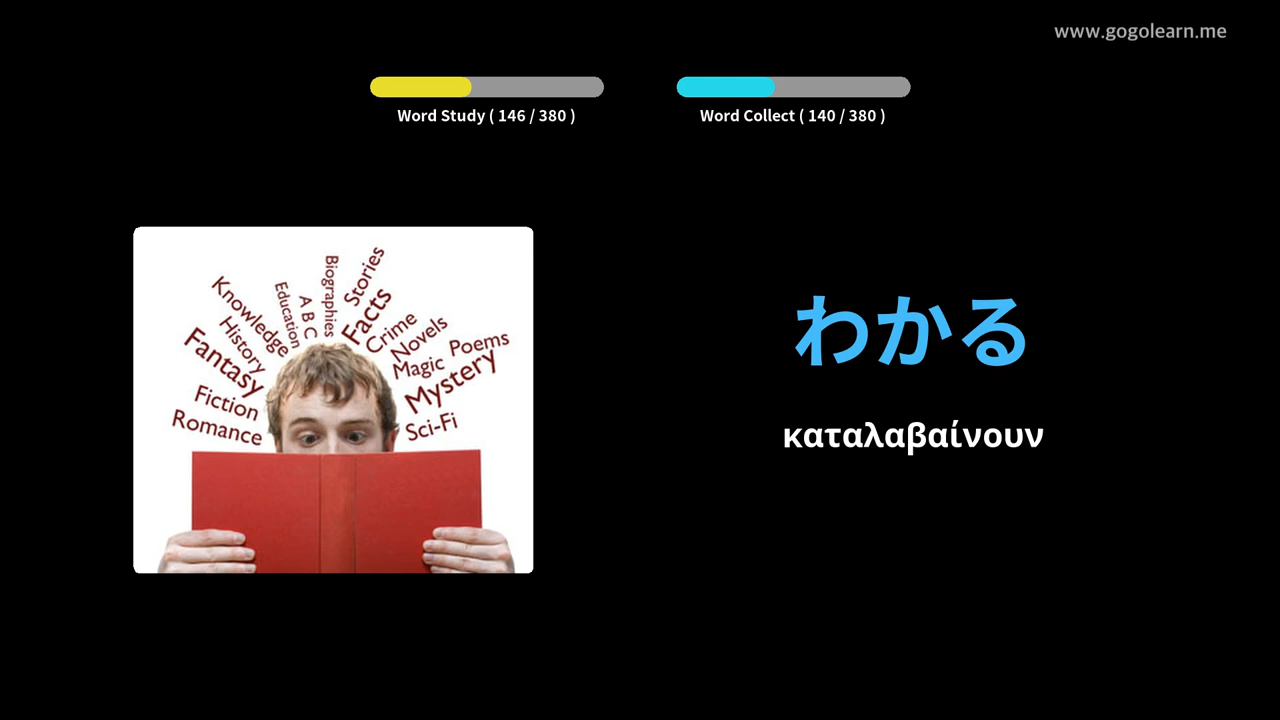 www.gogolearn.me
Word Study ( 146 / 380 )
Word Collect ( 140 / 380 )
Biographies
Stories
Education
A B C
Facts
Knowledge
History
Crime
Novels
Poems
Fantasy
Magic
Mystery
Fiction
Romance
Sci-Fi
わかる
καταλαβαίνουν